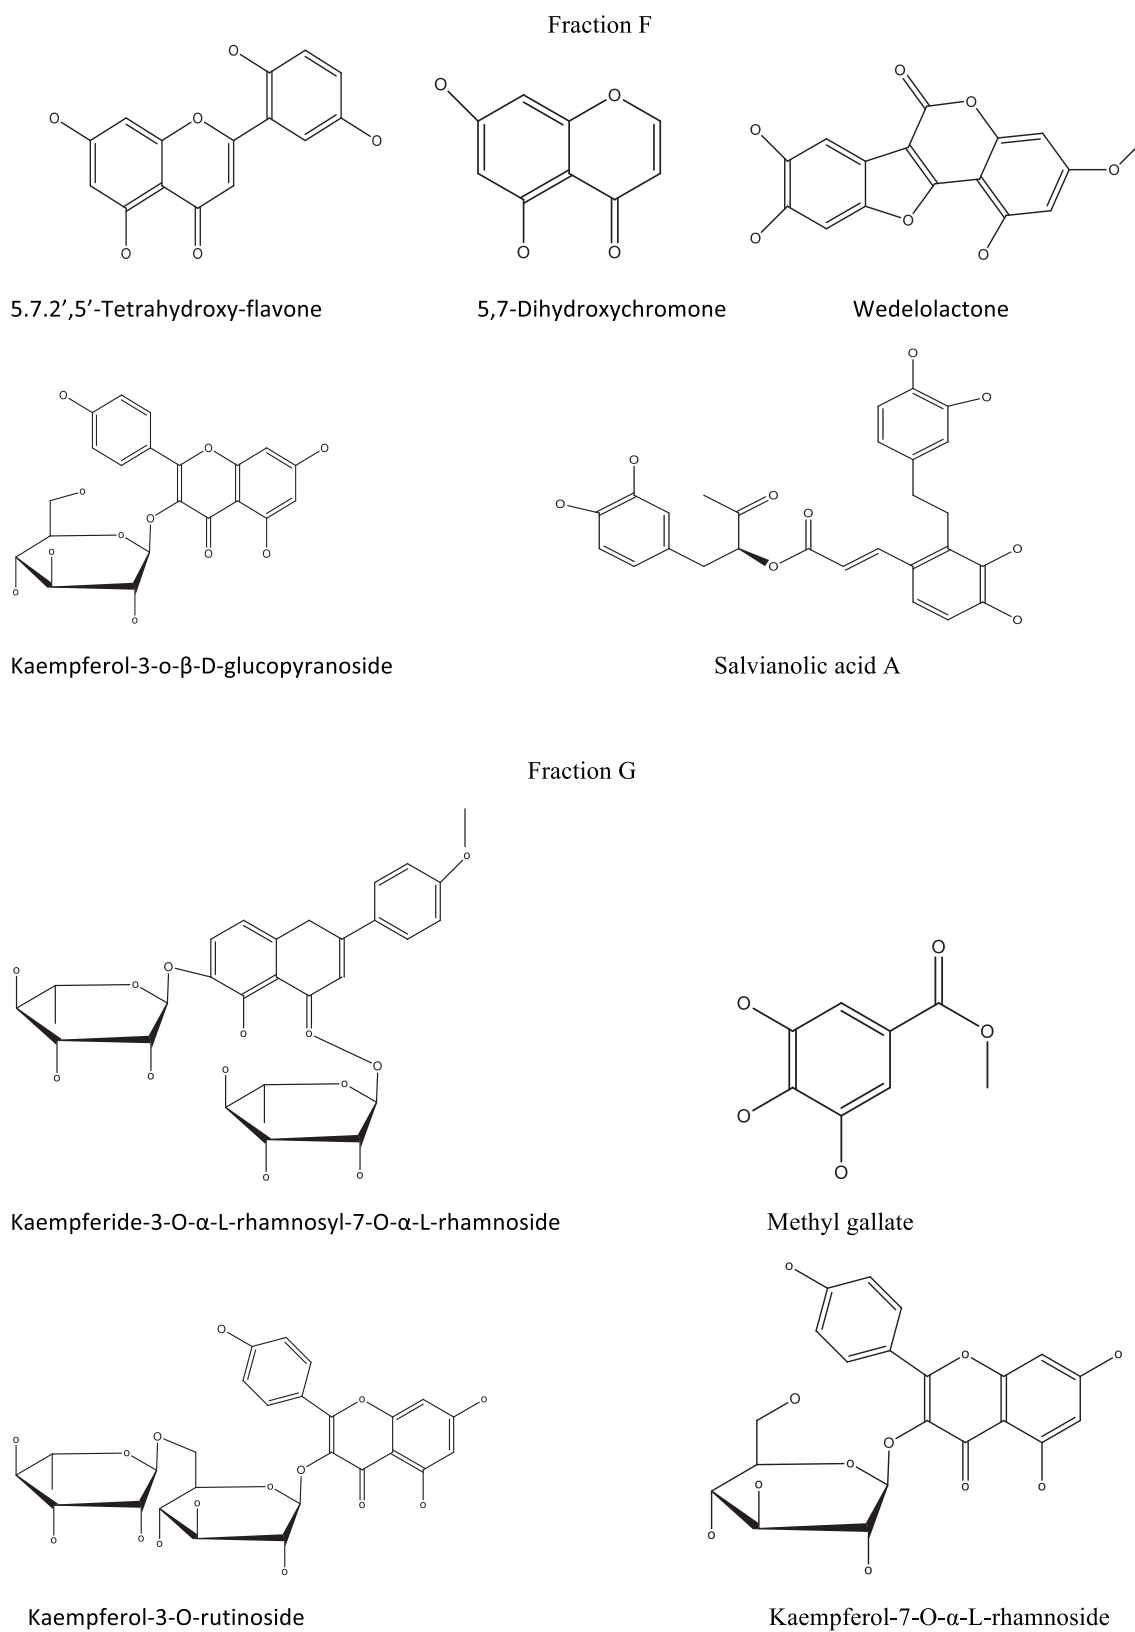 Fraction F
5.7.2’,5’-Tetrahydroxy-flavone
5,7-Dihydroxychromone
Wedelolactone
Kaempferol-3-o-β-D-glucopyranoside
Salvianolic acid A
Fraction G
Kaempferide-3-O-α-L-rhamnosyl-7-O-α-L-rhamnoside
Methyl gallate
Kaempferol-3-O-rutinoside
Kaempferol-7-O-α-L-rhamnoside